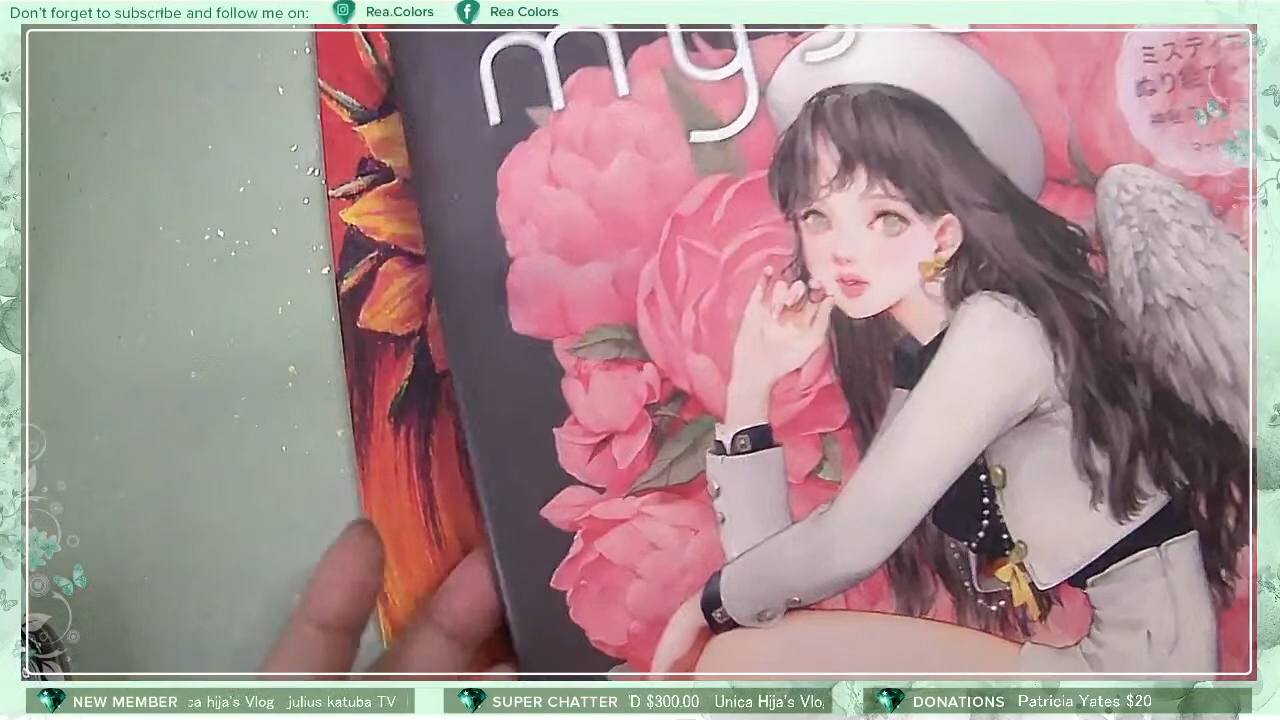 Don't forget to subscribe and follow me on: Rea.Colors Rea Colors
mys
ミスティ
ぬり絵
NEW MEMBER ca hija's Vlog julius katuba TV
SUPER CHATTER 'D $300.00 Unica Hija's Vlo
DONATIONS Patricia Yates $20